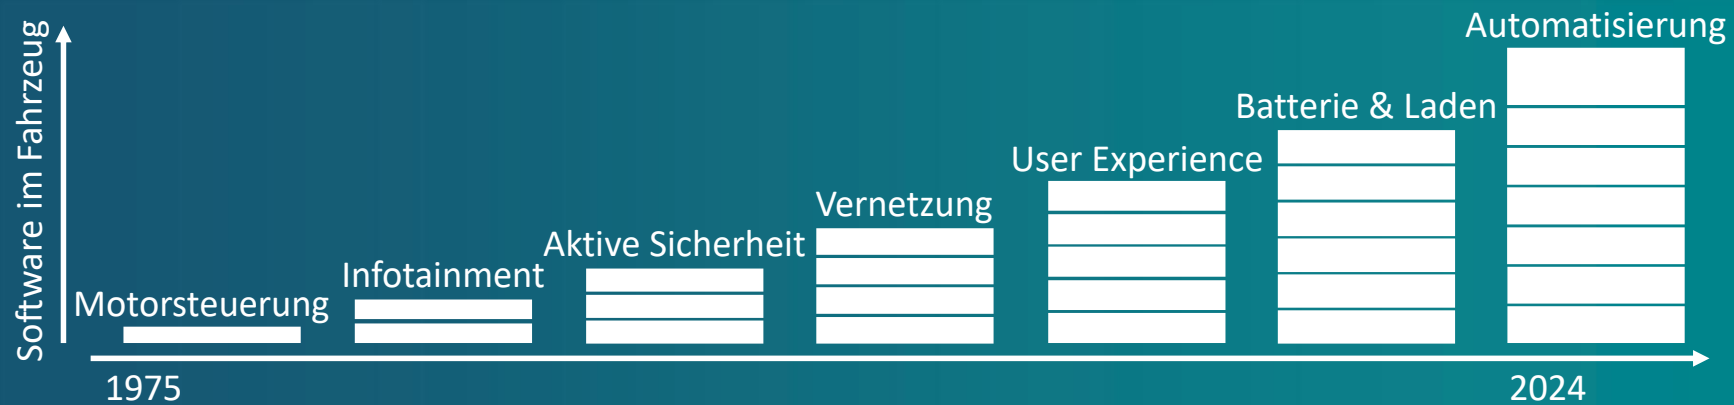 Software im Fahrzeug
Motorsteuerung
Infotainment
Aktive Sicherheit
Vernetzung
User Experience
Batterie & Laden
Automatisierung
1975
2024